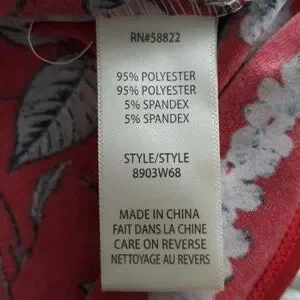 RN#58822
95% POLYESTER
95% POLYESTER
5% SPANDEX
5% SPANDEX
STYLE/STYLE
8903W68
MADE IN CHINA
FAIT DANS LA CHINE
CARE ON REVERSE
NETTOYAGE AU REVERS